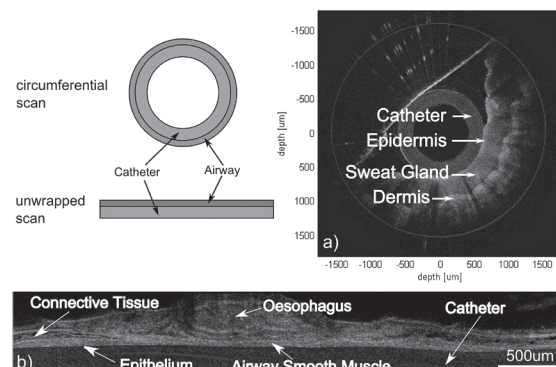 circumferential
scan
Catheter
Airway
unwrapped
scan
-1500
-1000
-500
0
500
1000
1500
depth [um]
Catheter
Epidermis
Sweat Gland
Dermis
a)
-1500 -1000 -500 0 500 1000 1500
depth [um]
Connective Tissue
Oesophagus
Catheter
b)
Epithelium
Airway Smooth Muscle
500um